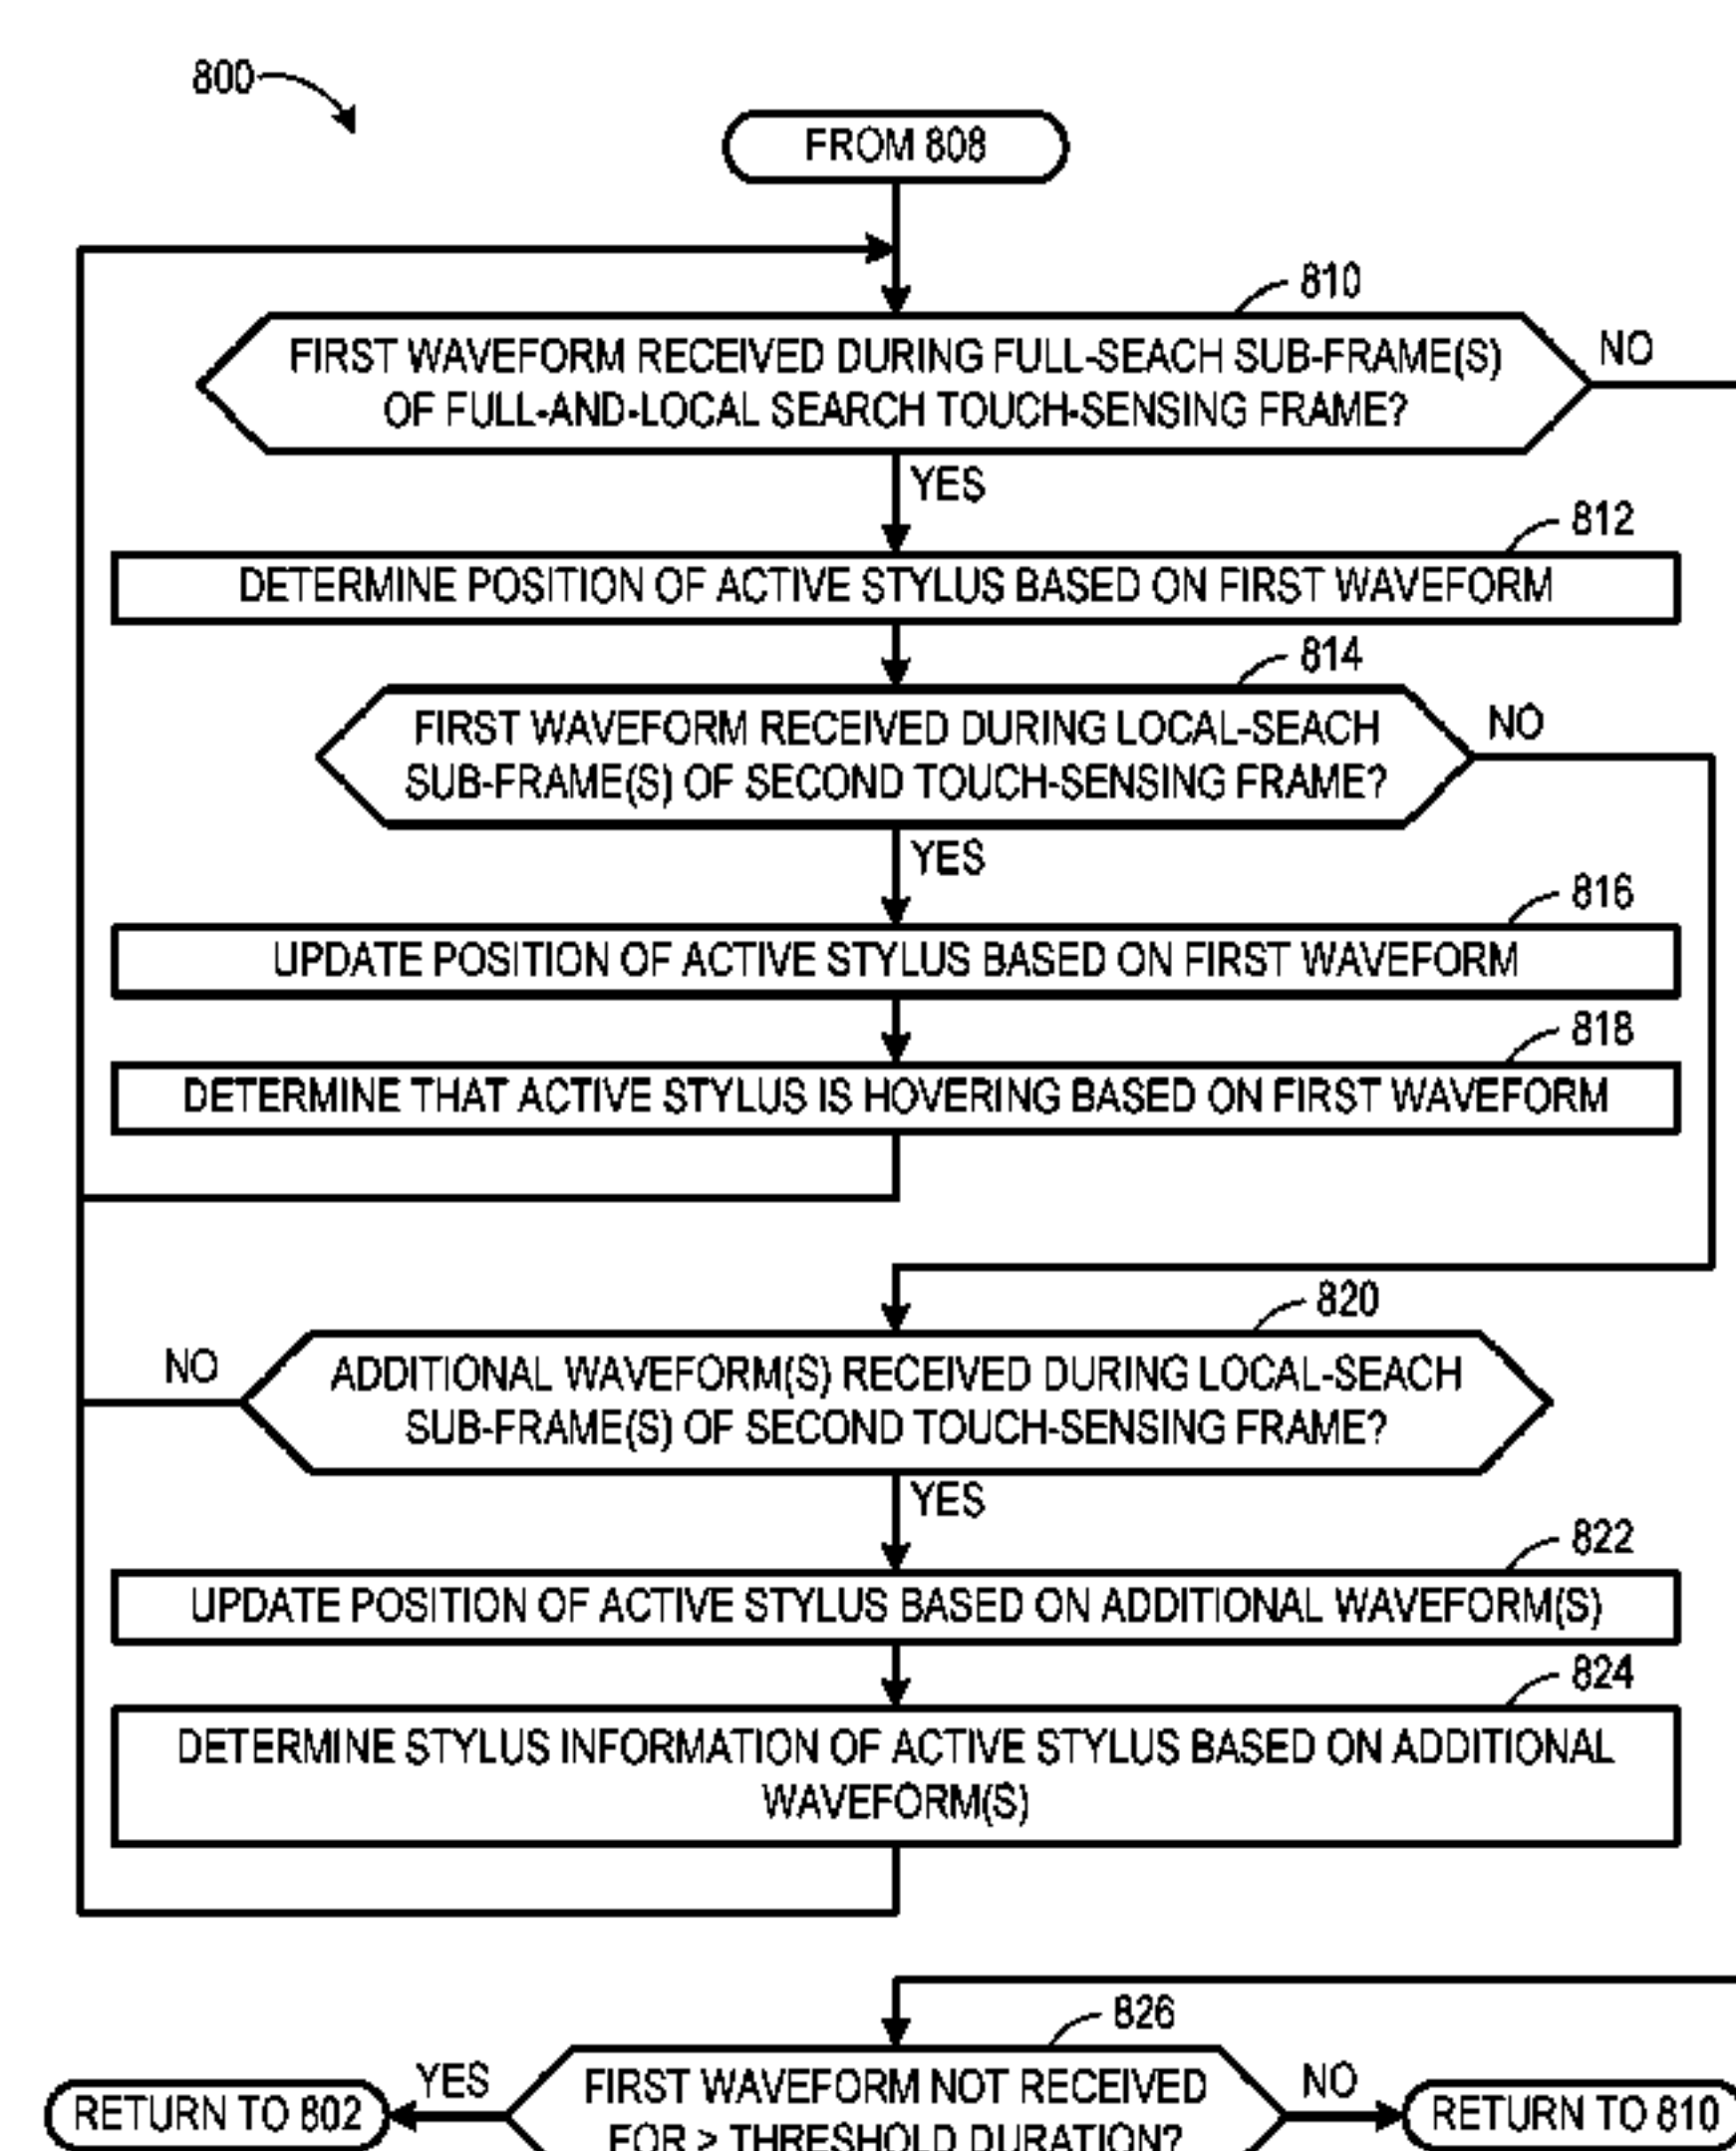 800
FROM 808
810
FIRST WAVEFORM RECEIVED DURING FULL-SEACH SUB-FRAME(S)
OF FULL-AND-LOCAL SEARCH TOUCH-SENSING FRAME?
NO
YES
812
DETERMINE POSITION OF ACTIVE STYLUS BASED ON FIRST WAVEFORM
814
FIRST WAVEFORM RECEIVED DURING LOCAL-SEACH
SUB-FRAME(S) OF SECOND TOUCH-SENSING FRAME?
NO
YES
816
UPDATE POSITION OF ACTIVE STYLUS BASED ON FIRST WAVEFORM
818
DETERMINE THAT ACTIVE STYLUS IS HOVERING BASED ON FIRST WAVEFORM
820
NO
ADDITIONAL WAVEFORM(S) RECEIVED DURING LOCAL-SEACH
SUB-FRAME(S) OF SECOND TOUCH-SENSING FRAME?
YES
822
UPDATE POSITION OF ACTIVE STYLUS BASED ON ADDITIONAL WAVEFORM(S)
824
DETERMINE STYLUS INFORMATION OF ACTIVE STYLUS BASED ON ADDITIONAL
WAVEFORM(S)
826
YES
FIRST WAVEFORM NOT RECEIVED
FOR > THRESHOLD DURATION?
NO
RETURN TO 802
RETURN TO 810